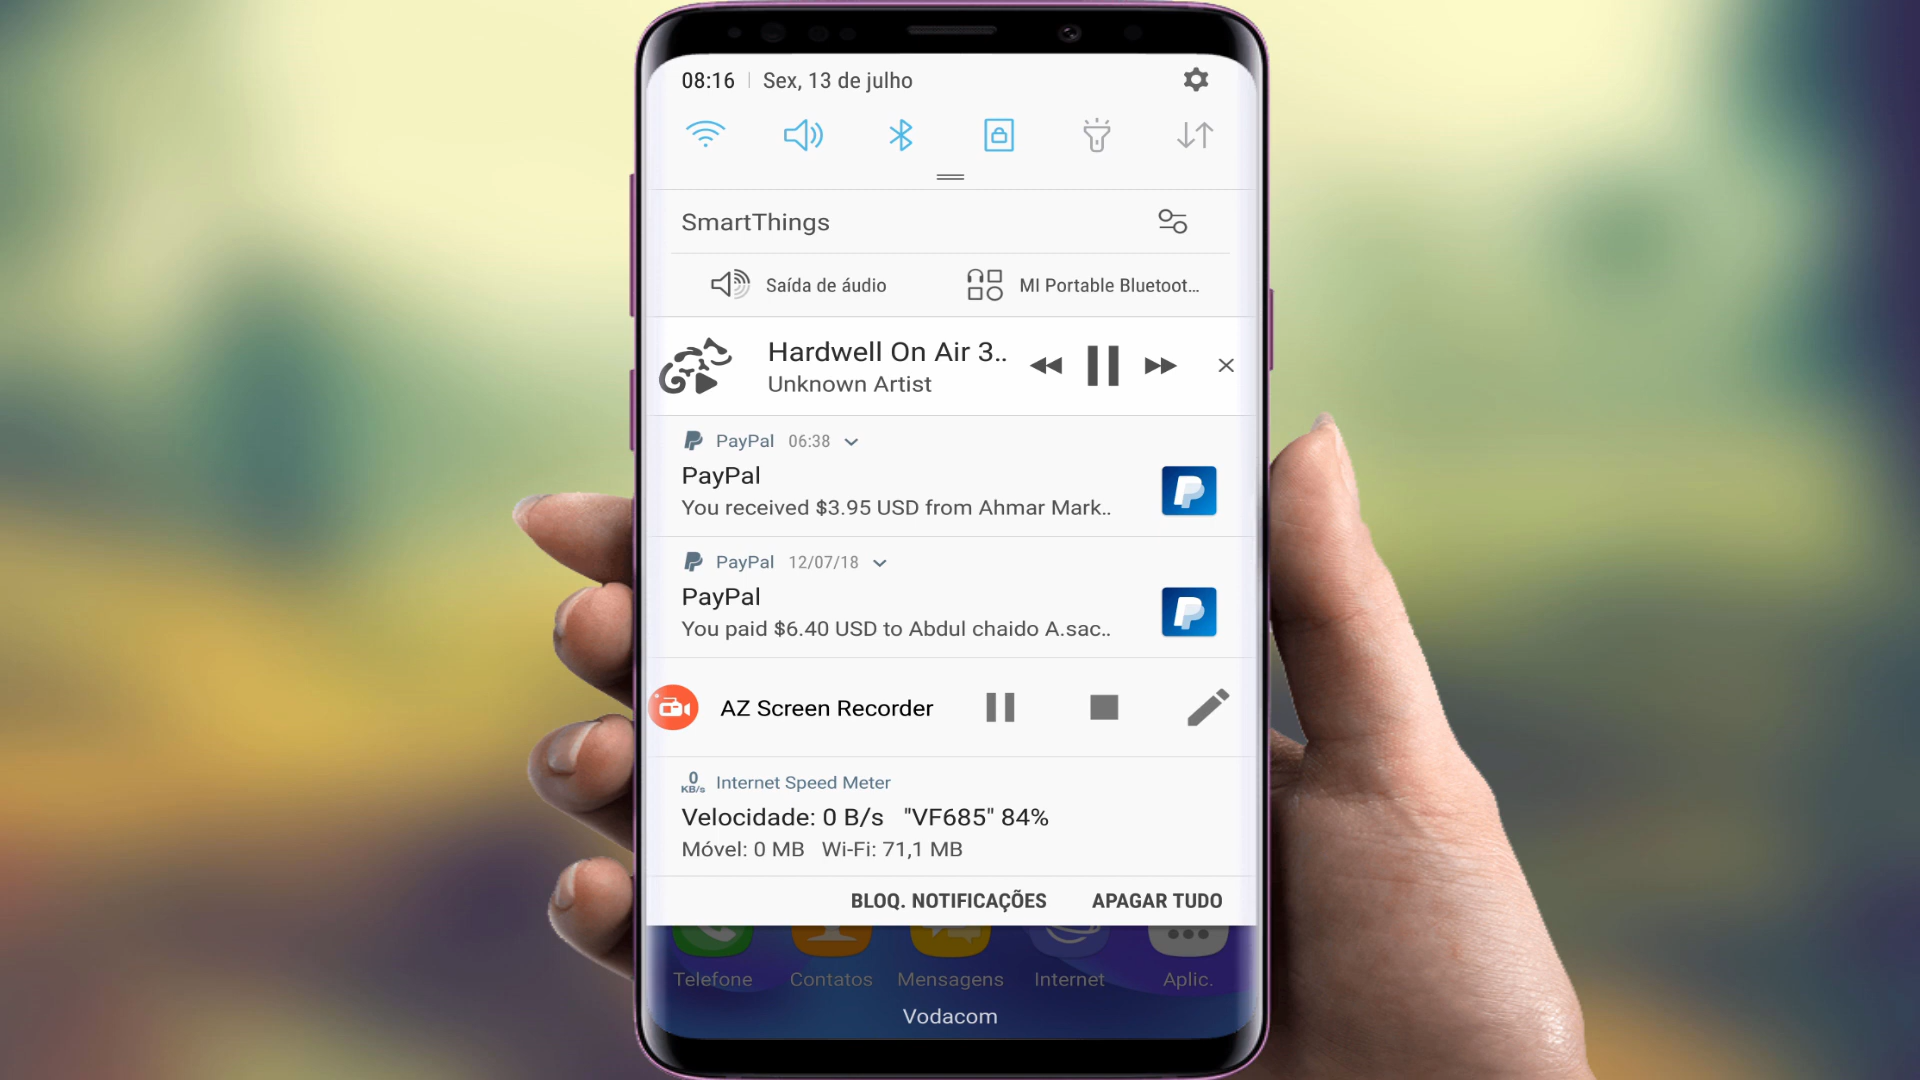 08:16 Sex, 13 de julho
SmartThings
Saída de áudio MI Portable Bluetoot...
Hardwell On Air 3..
Unknown Artist
PayPal 06:38
PayPal
You received $3.95 USD from Ahmar Mark..
PayPal 12/07/18
PayPal
You paid $6.40 USD to Abdul chaido A.sac..
AZ Screen Recorder
0 KB/s Internet Speed Meter
Velocidade: 0 B/s "VF685" 84%
Móvel: 0 MB Wi-Fi: 71,1 MB
BLOQ. NOTIFICAÇÕES APAGAR TUDO
Telefone Contatos Mensagens Internet Aplic.
Vodacom